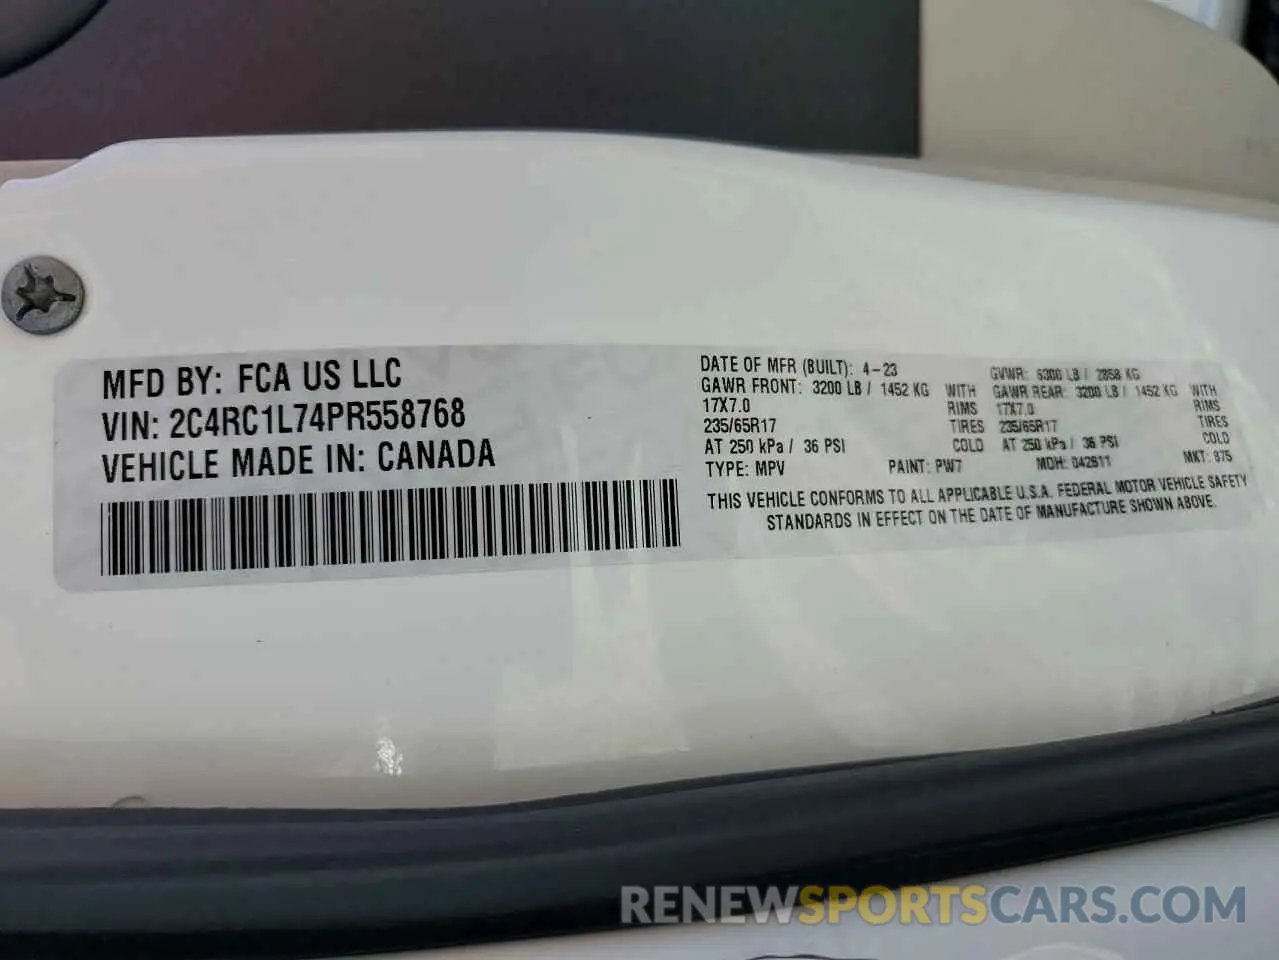 MFD BY: FCA US LLC
VIN: 2C4RC1L74PR558768
VEHICLE MADE IN: CANADA
DATE OF MFR (BUILT): 4-23 GVWR: 6300 LB / 2858 KG
GAWR FRONT: 3200 LB / 1452 KG WITH GAWR REAR: 3200 LB / 1452 KG WITH
17X7.0 RIMS 17X7.0 RIMS
235/65R17 TIRES 235/65R17 TIRES
AT 250 kPa / 36 PSI COLD AT 250 kPa / 36 PSI COLD
TYPE: MPV PAINT: PW7 MDH: 042611 MKT: 875
THIS VEHICLE CONFORMS TO ALL APPLICABLE U.S.A. FEDERAL MOTOR VEHICLE SAFETY
STANDARDS IN EFFECT ON THE DATE OF MANUFACTURE SHOWN ABOVE.
RENEWSPORTSCARS.COM